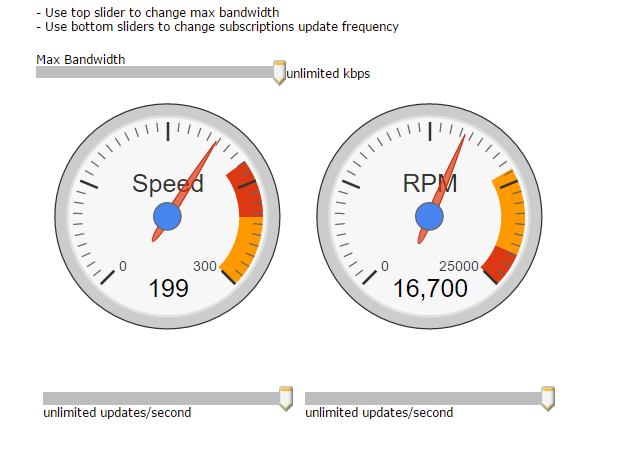 - Use top slider to change max bandwidth
- Use bottom sliders to change subscriptions update frequency
Max Bandwidth
unlimited kbps
Speed
0
300
199
RPM
0
25000
16,700
unlimited updates/second
unlimited updates/second